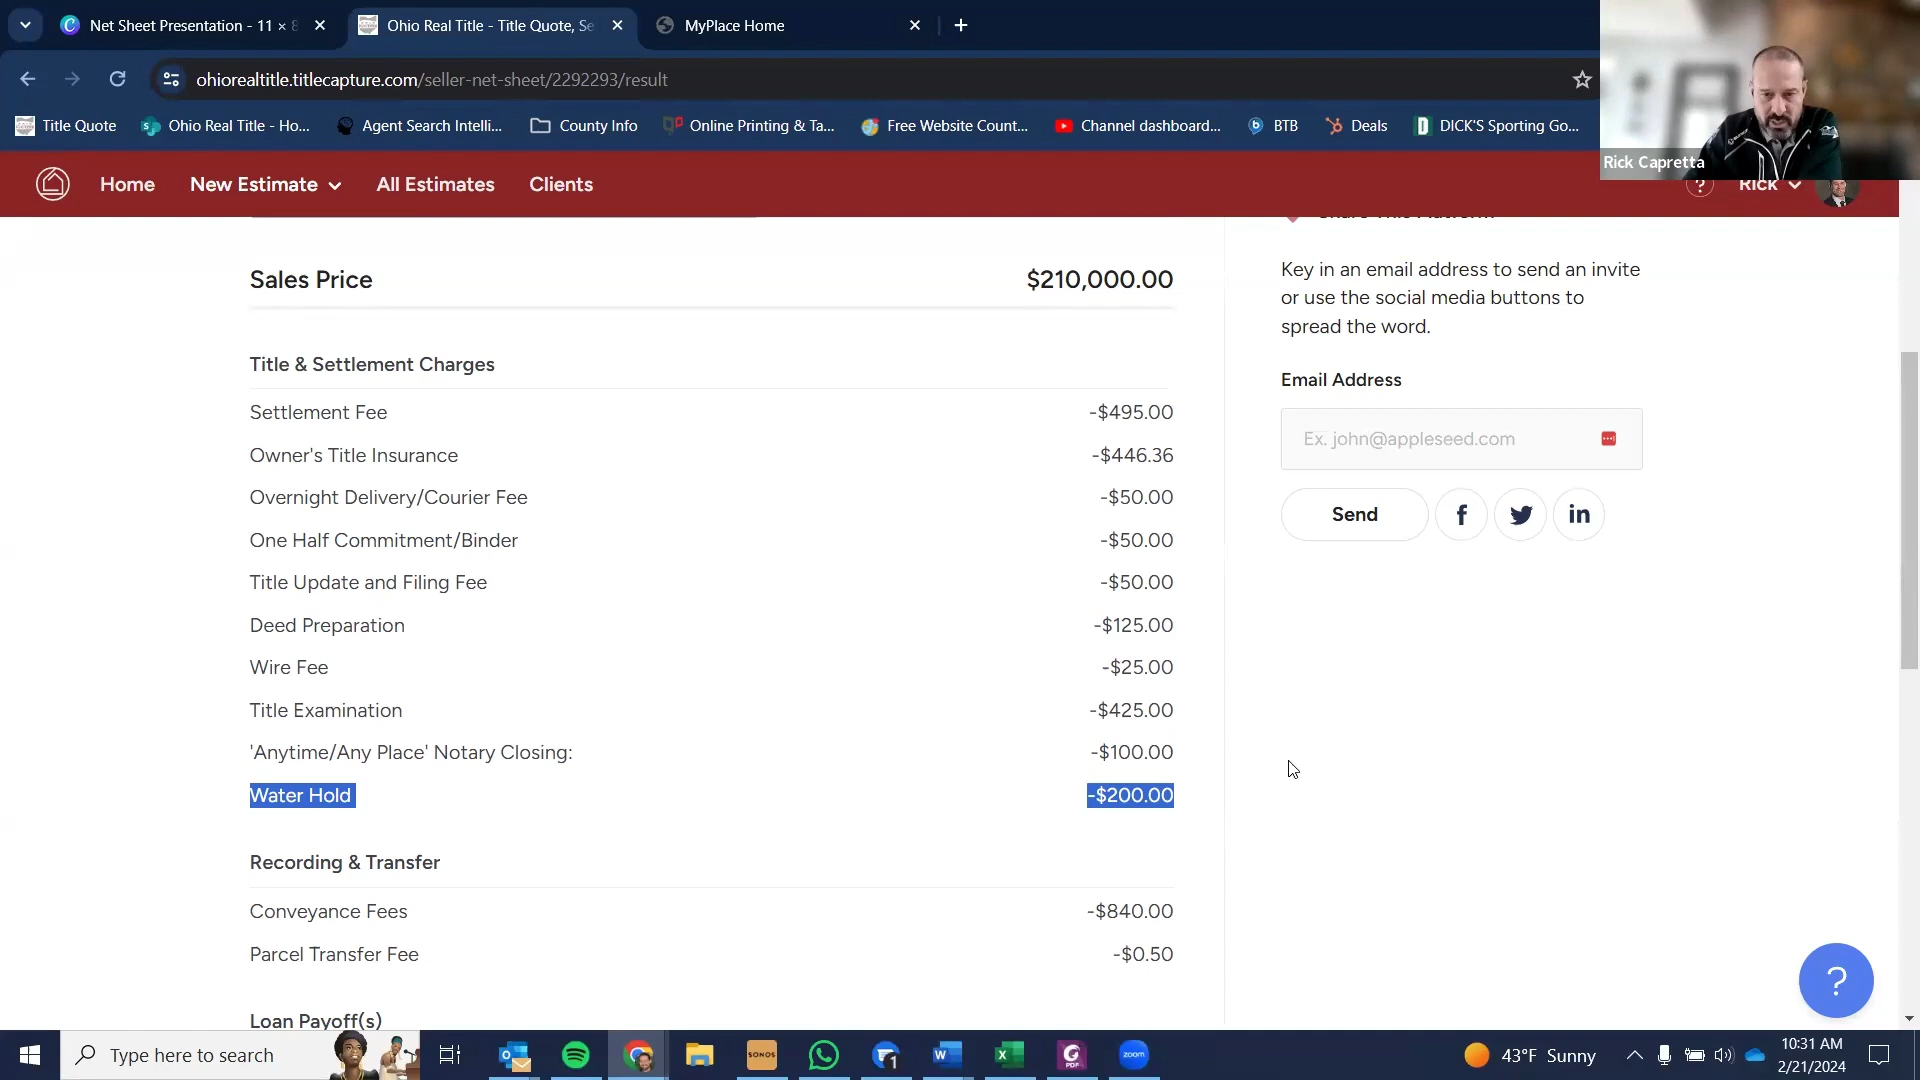 Net Sheet Presentation - 11 × 8
Ohio Real Title - Title Quote, Se
MyPlace Home
ohiorealtitle.titlecapture.com/seller-net-sheet/2292293/result
Title Quote
Ohio Real Title - Ho...
Agent Search Intelli...
County Info
Online Printing & Ta...
Free Website Count...
Channel dashboard...
BTB
Deals
DICK'S Sporting Go...
Rick Capretta
Home
New Estimate
All Estimates
Clients
Rick
Share This Platform
Key in an email address to send an invite
or use the social media buttons to
spread the word.
Email Address
Ex. john@appleseed.com
Send
Sales Price $210,000.00
Title & Settlement Charges
Settlement Fee -$495.00
Owner's Title Insurance -$446.36
Overnight Delivery/Courier Fee -$50.00
One Half Commitment/Binder -$50.00
Title Update and Filing Fee -$50.00
Deed Preparation -$125.00
Wire Fee -$25.00
Title Examination -$425.00
'Anytime/Any Place' Notary Closing: -$100.00
Water Hold -$200.00
Recording & Transfer
Conveyance Fees -$840.00
Parcel Transfer Fee -$0.50
Loan Payoff(s)
?
Type here to search
SONOS
zoom
43°F Sunny
10:31 AM
2/21/2024